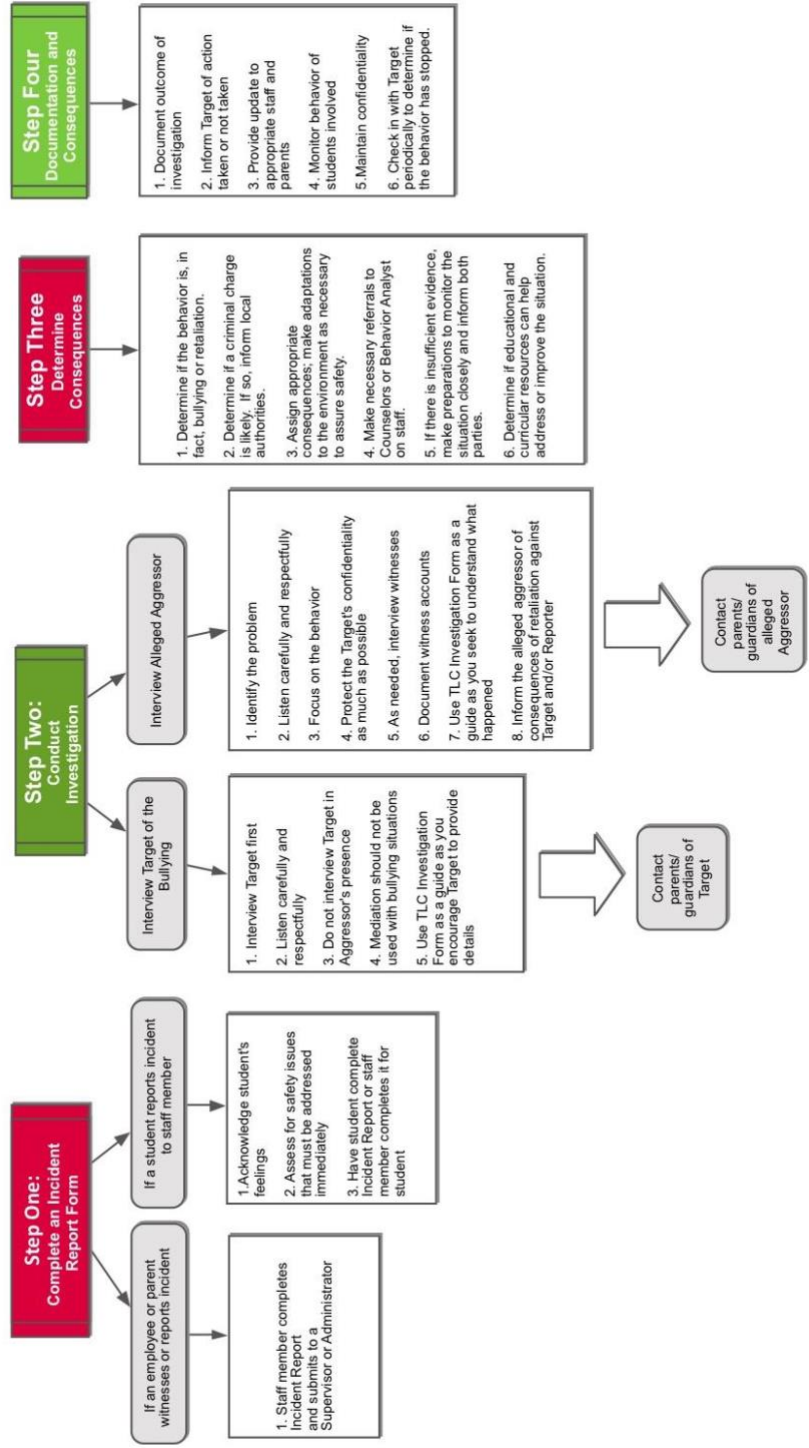 Step One:
Complete an Incident
Report Form
If an employee or parent
witnesses or reports incident
1. Staff member completes
Incident Report
and submits to a
Supervisor or Administrator
If a student reports incident
to staff member
1.Acknowledge student's
feelings
2. Assess for safety issues
that must be addressed
immediately
3. Have student complete
Incident Report or staff
member completes it for
student
Step Two:
Conduct
Investigation
Interview Target of the
Bullying
1. Interview Target first
2. Listen carefully and
respectfully
3. Do not interview Target in
Aggressor's presence
4. Mediation should not be
used with bullying situations
5. Use TLC Investigation
Form as a guide as you
encourage Target to provide
details
Contact
parents/
guardians of
Target
Interview Alleged Aggressor
1. Identify the problem
2. Listen carefully and respectfully
3. Focus on the behavior
4. Protect the Target's confidentiality
as much as possible
5. As needed, interview witnesses
6. Document witness accounts
7. Use TLC Investigation Form as a
guide as you seek to understand what
happened
8. Inform the alleged aggressor of
consequences of retaliation against
Target and/or Reporter
Contact
parents/
guardians of
alleged
Aggressor
Step Three
Determine
Consequences
1. Determine if the behavior is, in
fact, bullying or retaliation.
2. Determine if a criminal charge
is likely. If so, inform local
authorities.
3. Assign appropriate
consequences; make adaptations
to the environment as necessary
to assure safety.
4. Make necessary referrals to
Counselors or Behavior Analyst
on staff.
5. If there is insufficient evidence,
make preparations to monitor the
situation closely and inform both
parties.
6. Determine if educational and
curricular resources can help
address or improve the situation.
Step Four
Documentation and
Consequences
1. Document outcome of
investigation
2. Inform Target of action
taken or not taken
3. Provide update to
appropriate staff and
parents
4. Monitor behavior of
students involved
5.Maintain confidentiality
6. Check in with Target
periodically to determine if
the behavior has stopped.